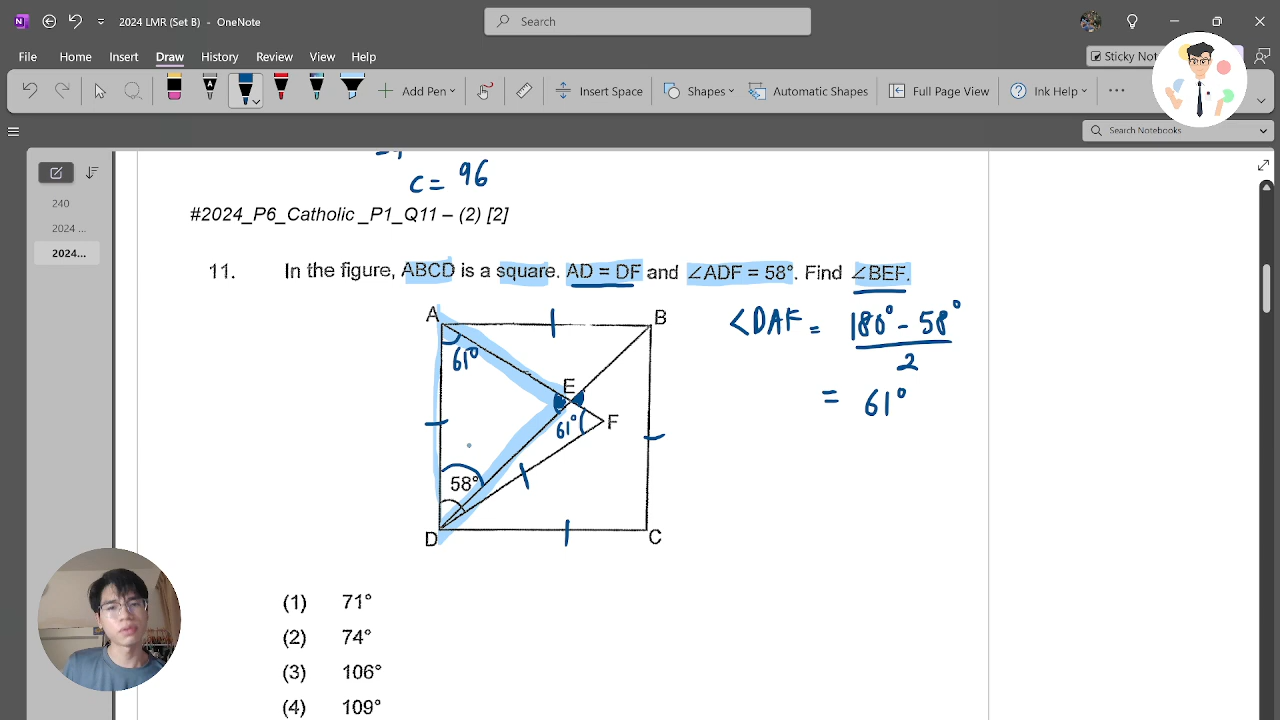 2024 LMR (Set B) - OneNote
Search
File Home Insert Draw History Review View Help
Sticky Not
Add Pen Insert Space Shapes Automatic Shapes Full Page View Ink Help
Search Notebooks
240
2024 ...
2024...
C = 96
#2024_P6_Catholic _P1_Q11 – (2) [2]
11. In the figure, ABCD is a square. AD = DF and ∠ADF = 58°. Find ∠BEF.
A
B
61°
E
61°
F
58°
D
C
∠DAF = 180° - 58°
2
= 61°
(1) 71°
(2) 74°
(3) 106°
(4) 109°